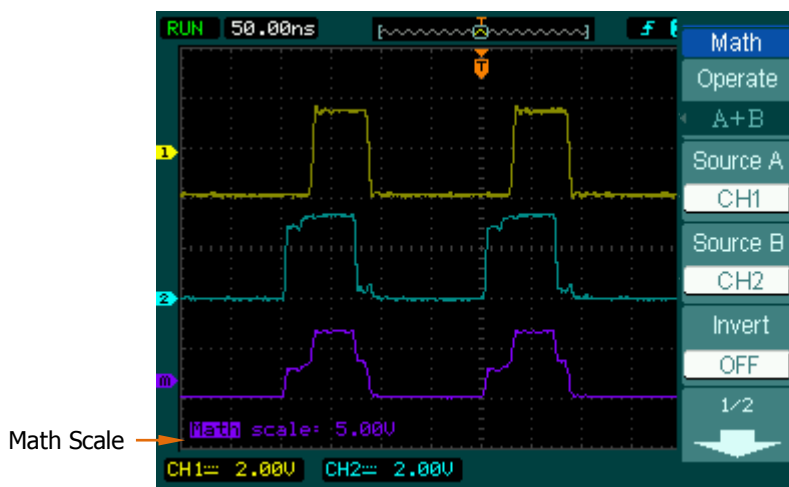 RUN 50.00ns
T
T
1
2
m
Math scale: 5.00V
CH1 2.00V CH2 2.00V
Math
Operate
A+B
Source A
CH1
Source B
CH2
Invert
OFF
1/2
Math Scale